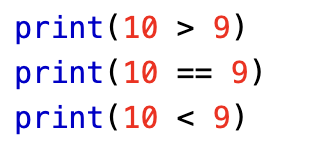 print(10 > 9)
print(10 == 9)
print(10 < 9)